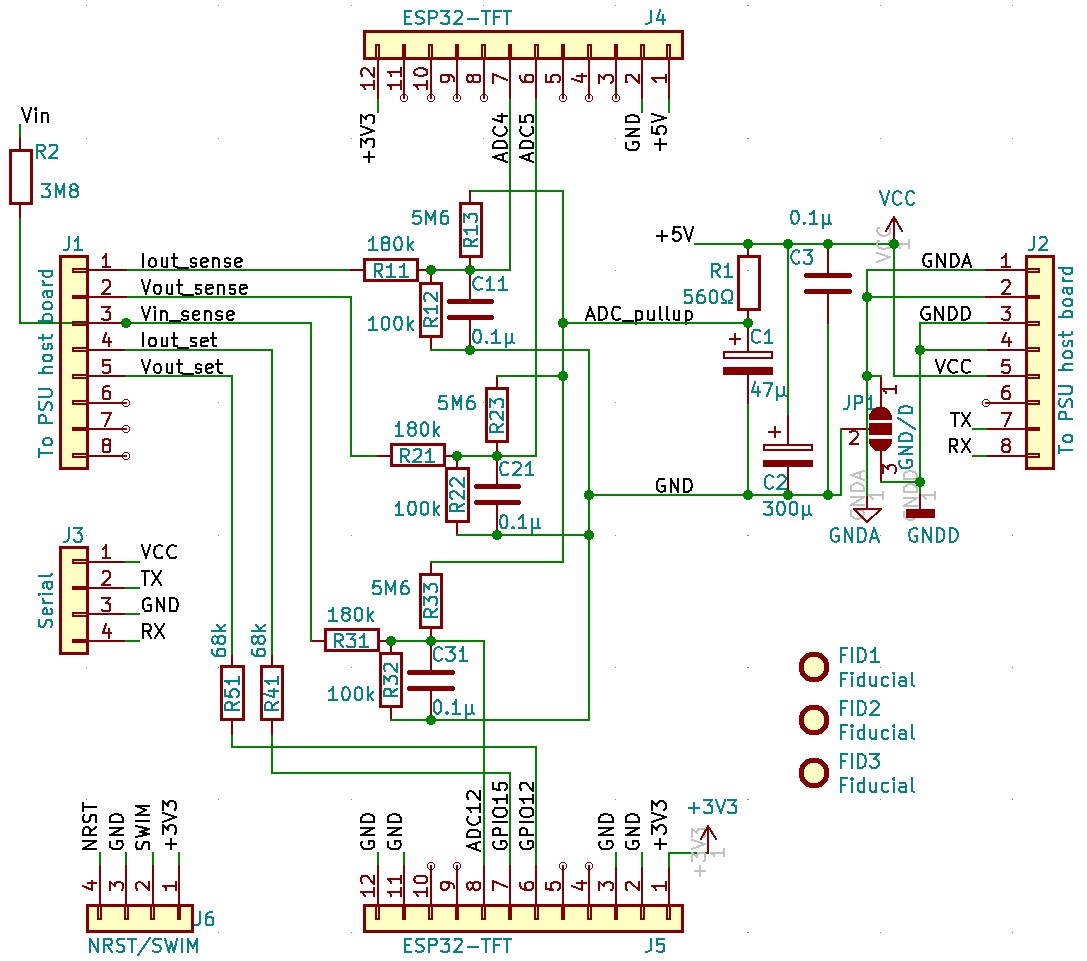 ESP32-TFT
J4
12 11 10 9 8 7 6 5 4 3 2 1
+3V3
ADC4
ADC5
GND
+5V
Vin
R2
3M8
J1
To PSU host board
1 Iout_sense
2 Vout_sense
3 Vin_sense
4 Iout_set
5 Vout_set
6
7
8
5M6
R13
180k
R11
C11
R12
100k
0.1µ
5M6
R23
180k
R21
C21
R22
100k
0.1µ
5M6
R33
180k
R31
C31
R32
100k
0.1µ
ADC_pullup
+5V
R1
560Ω
C1
+
47µ
0.1µ
C3
+
C2
300µ
GND
VCC
VCC
1
J2
To PSU host board
GNDA 1
2
GNDD 3
4
VCC 5
6
TX 7
RX 8
JP1
1
2
3
GND/D
GNDA
1
GNDD
1
GNDA
GNDD
J3
Serial
1 VCC
2 TX
3 GND
4 RX
68k
R51
68k
R41
FID1
Fiducial
FID2
Fiducial
FID3
Fiducial
NRST
GND
SWIM
+3V3
4 3 2 1
J6
NRST/SWIM
GND
GND
ADC12
GPIO15
GPIO12
GND
GND
+3V3
+3V3
+3V3
1
12 11 10 9 8 7 6 5 4 3 2 1
ESP32-TFT
J5